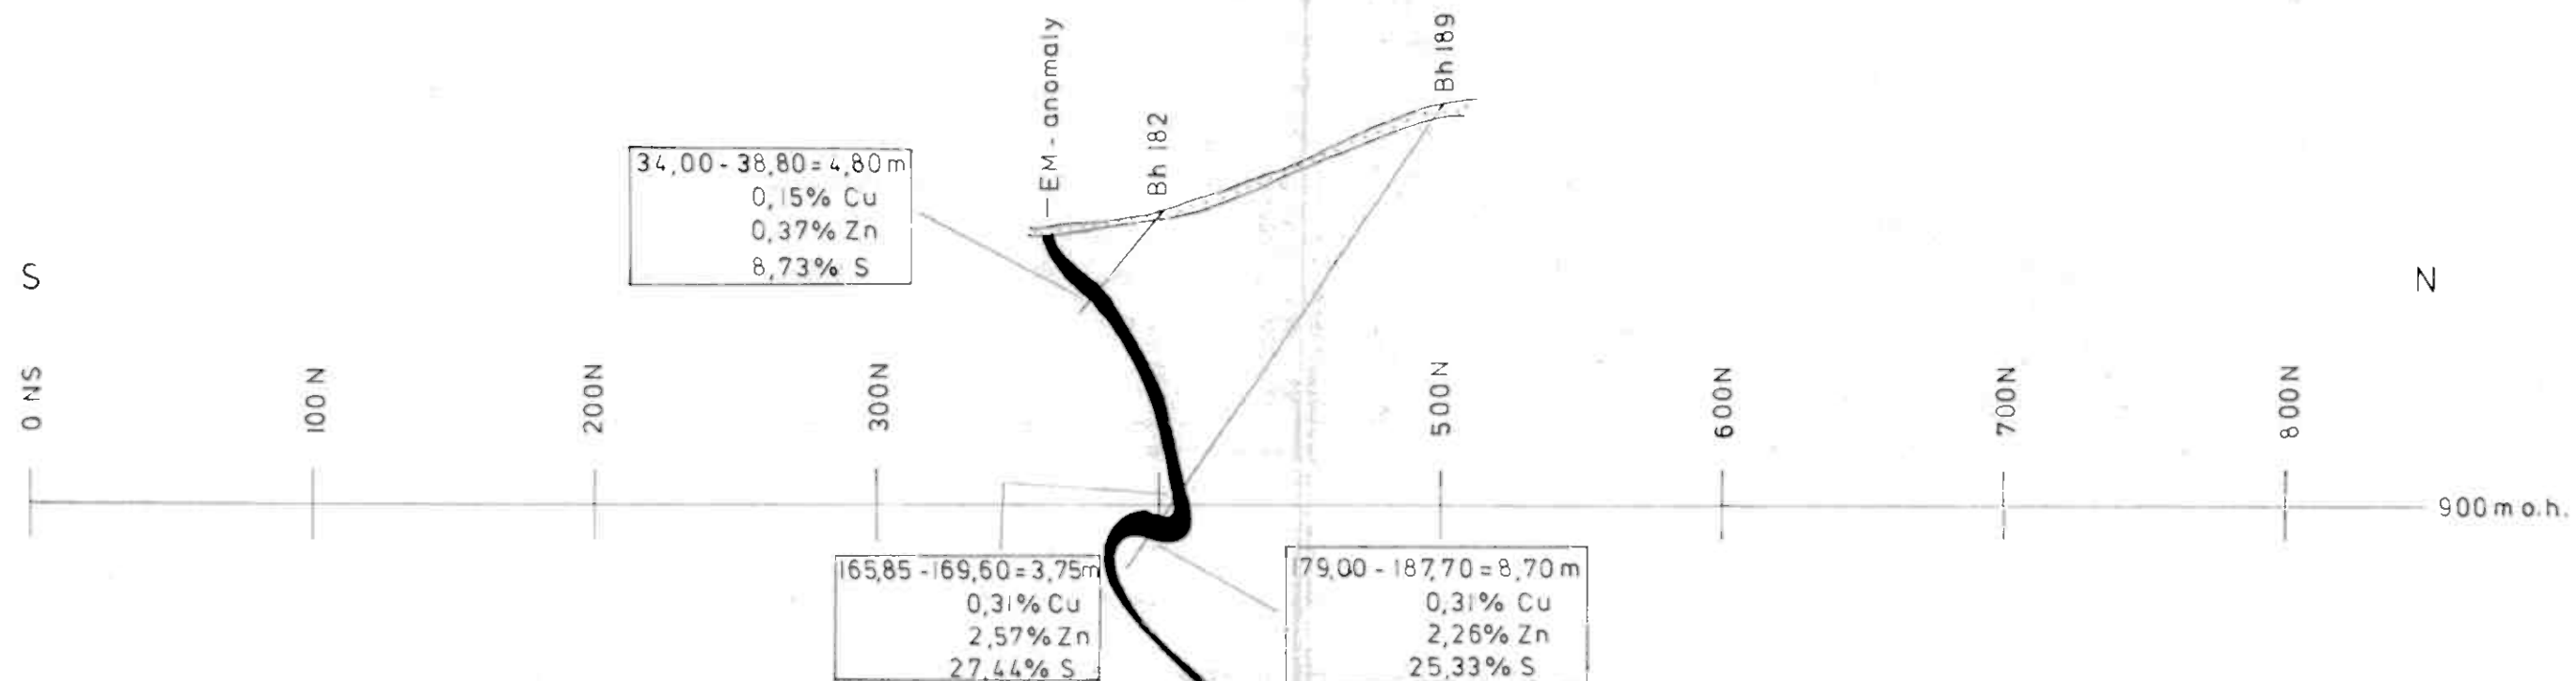 — EM - anomaly
Bh 182
Bh 189
34,00 - 38,80 = 4,80 m
0,15% Cu
0,37% Zn
8,73% S
S
N
0 NS
100 N
200N
300N
500N
600N
700N
800N
900 m o.h.
165,85 - 169,60 = 3,75m
0,31% Cu
2,57% Zn
27,44% S
179,00 - 187,70 = 8,70 m
0,31% Cu
2,26% Zn
25,33% S